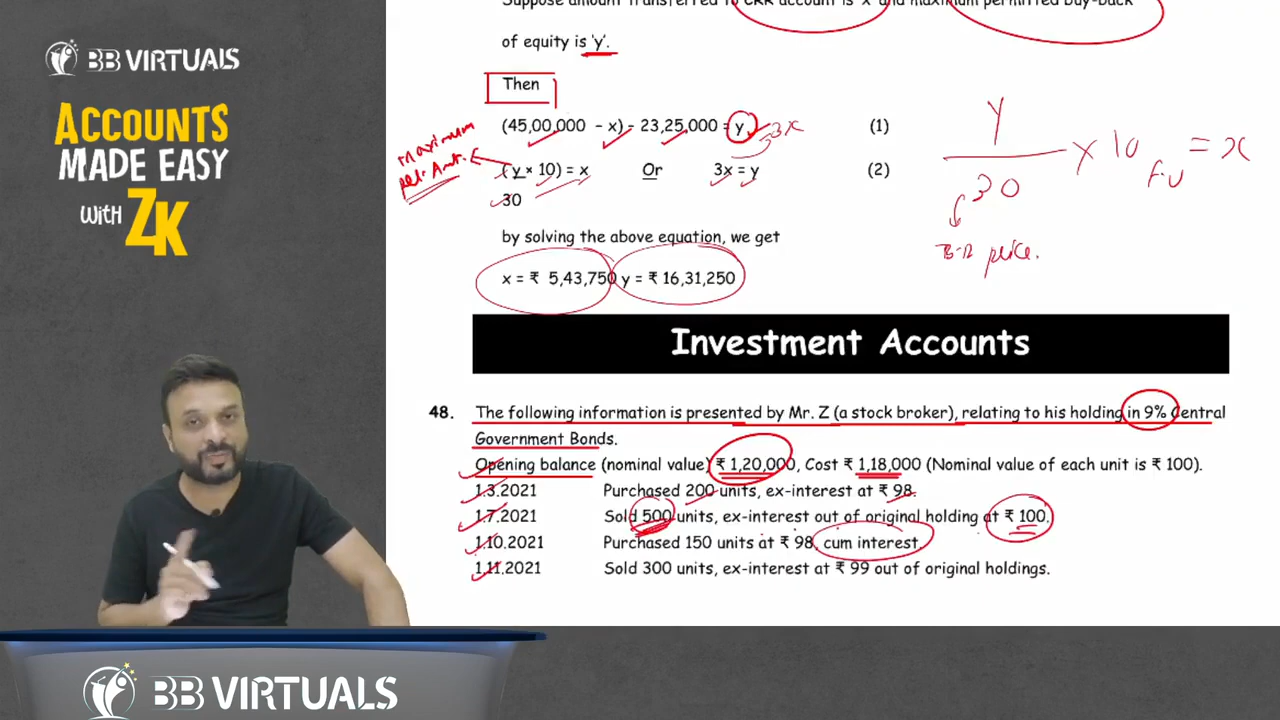 Suppose amount transferred to CRR account is 'x' and maximum permitted buy-back
of equity is 'y'.
Then
(45,00,000 - x) - 23,25,000 = y (1)
3x
(y × 10) = x Or 3x = y (2)
30
maximum
per. Amt.
y
30 × 10 = x
F.V
B-B price.
by solving the above equation, we get
x = ₹ 5,43,750 y = ₹ 16,31,250
Investment Accounts
48. The following information is presented by Mr. Z (a stock broker), relating to his holding in 9% Central
Government Bonds.
Opening balance (nominal value) ₹ 1,20,000, Cost ₹ 1,18,000 (Nominal value of each unit is ₹ 100).
1.3.2021 Purchased 200 units, ex-interest at ₹ 98.
1.7.2021 Sold 500 units, ex-interest out of original holding at ₹ 100.
1.10.2021 Purchased 150 units at ₹ 98, cum interest.
1.11.2021 Sold 300 units, ex-interest at ₹ 99 out of original holdings.
BB VIRTUALS
ACCOUNTS
MADE EASY
WITH ZK
BB VIRTUALS